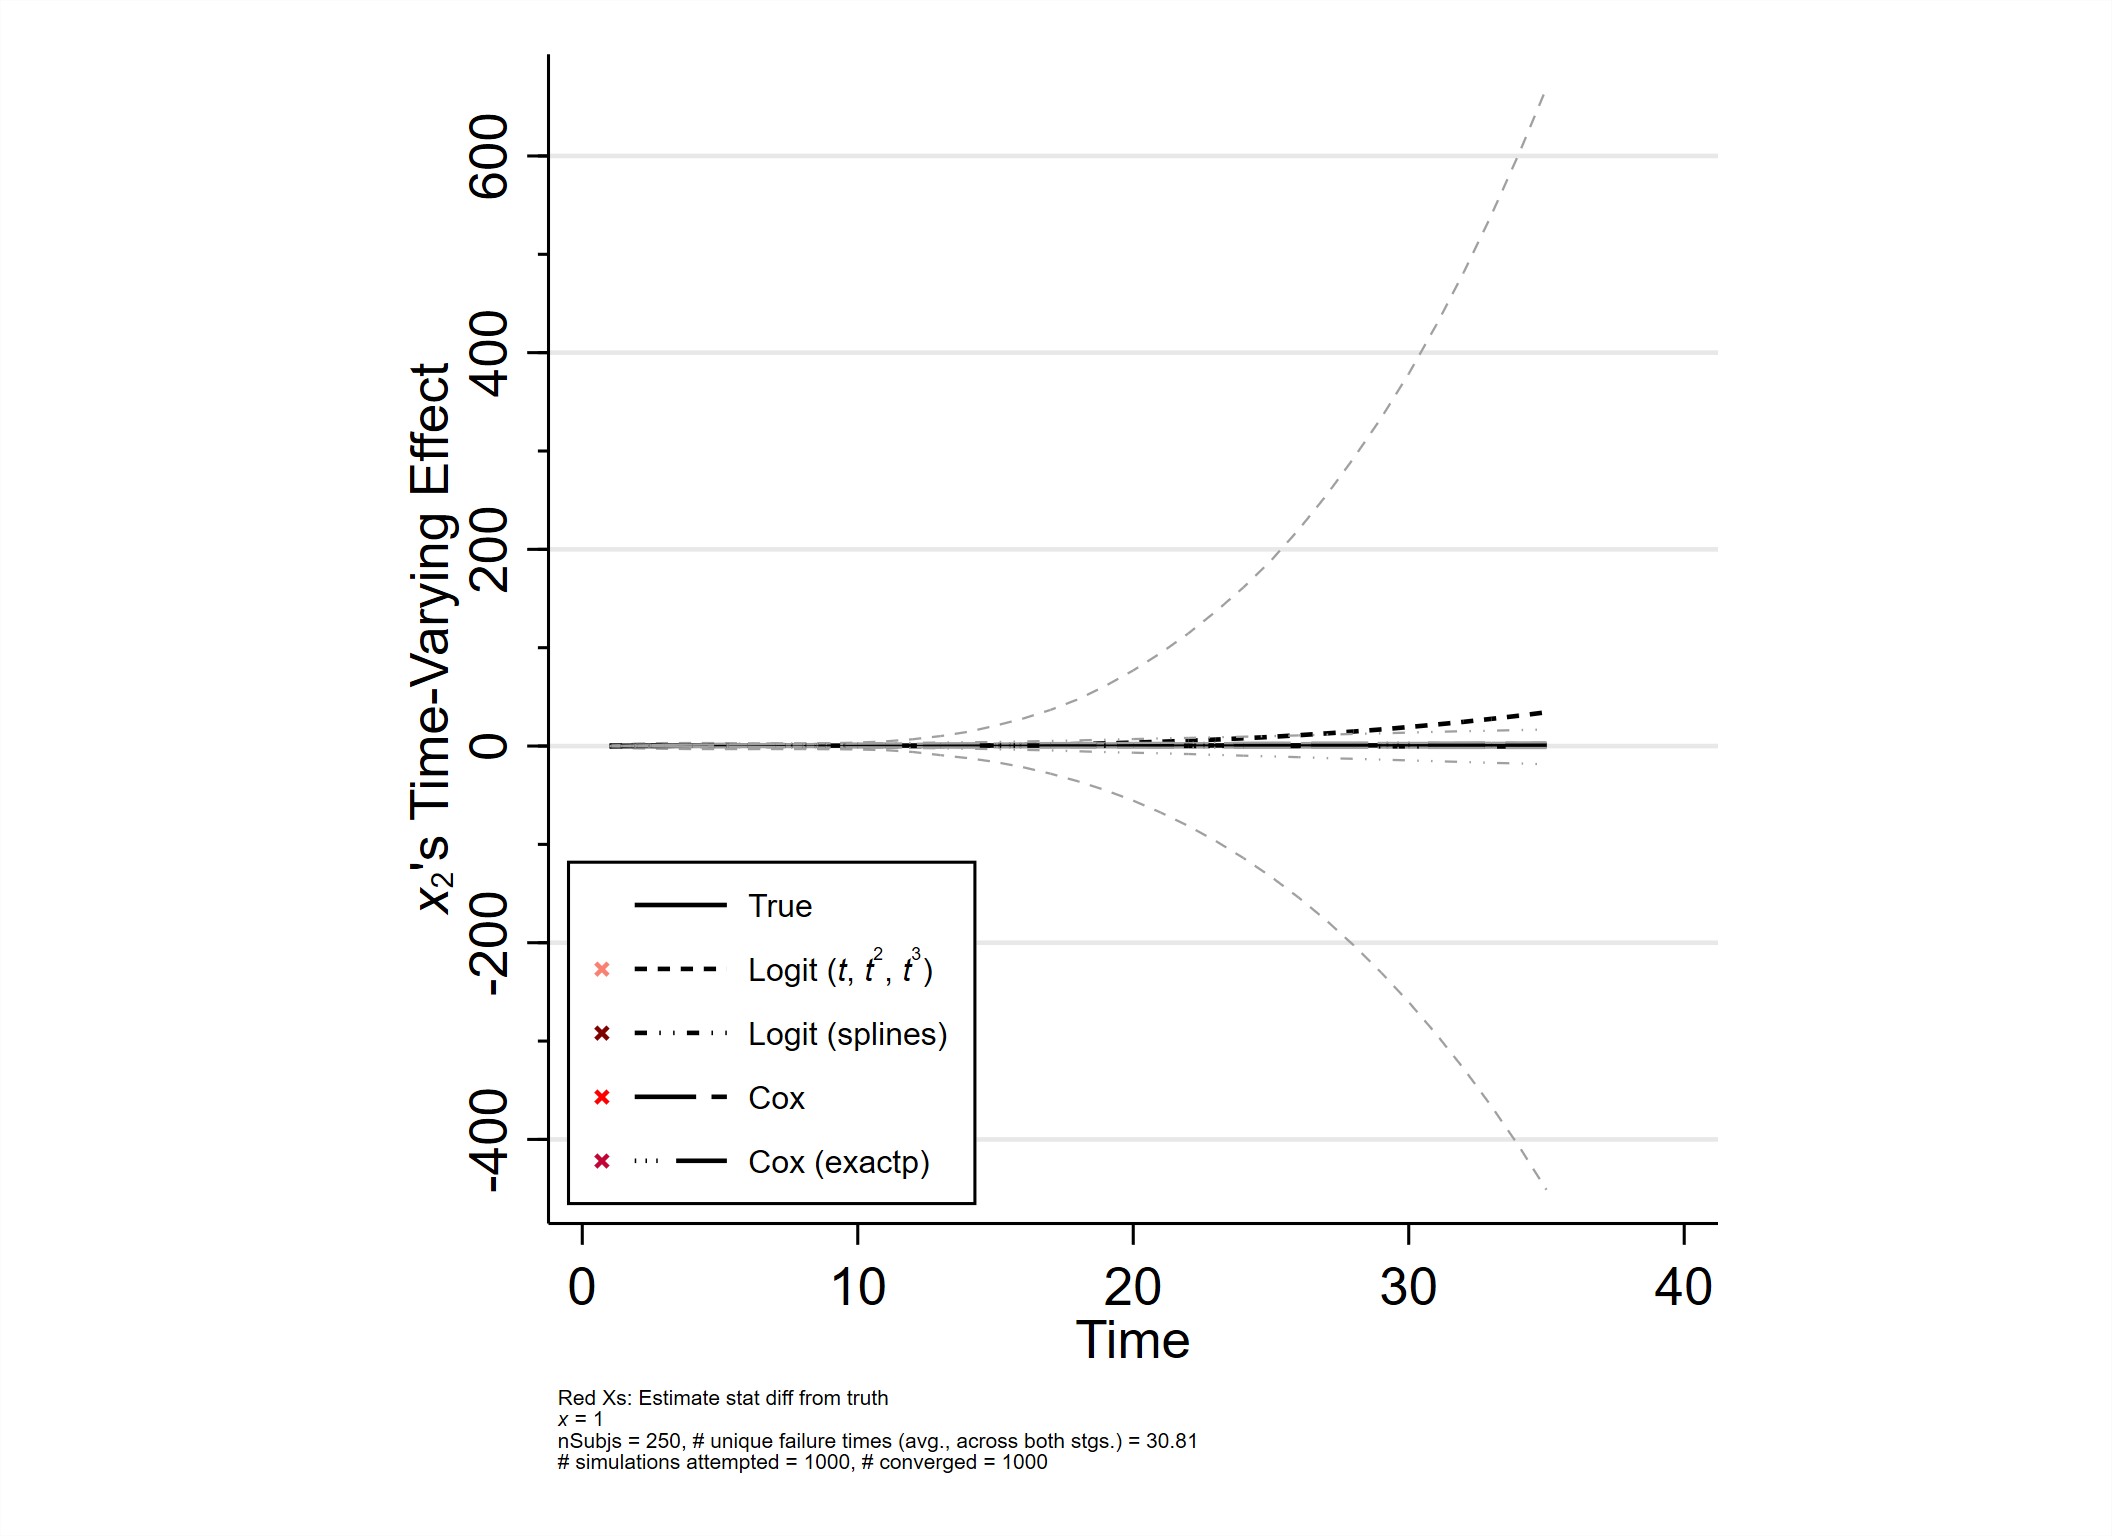 x₂'s Time-Varying Effect
600
400
200
0
-200
-400
True
Logit (t, t², t³)
Logit (splines)
Cox
Cox (exactp)
0 10 20 30 40
Time
Red Xs: Estimate stat diff from truth
x = 1
nSubjs = 250, # unique failure times (avg., across both stgs.) = 30.81
# simulations attempted = 1000, # converged = 1000